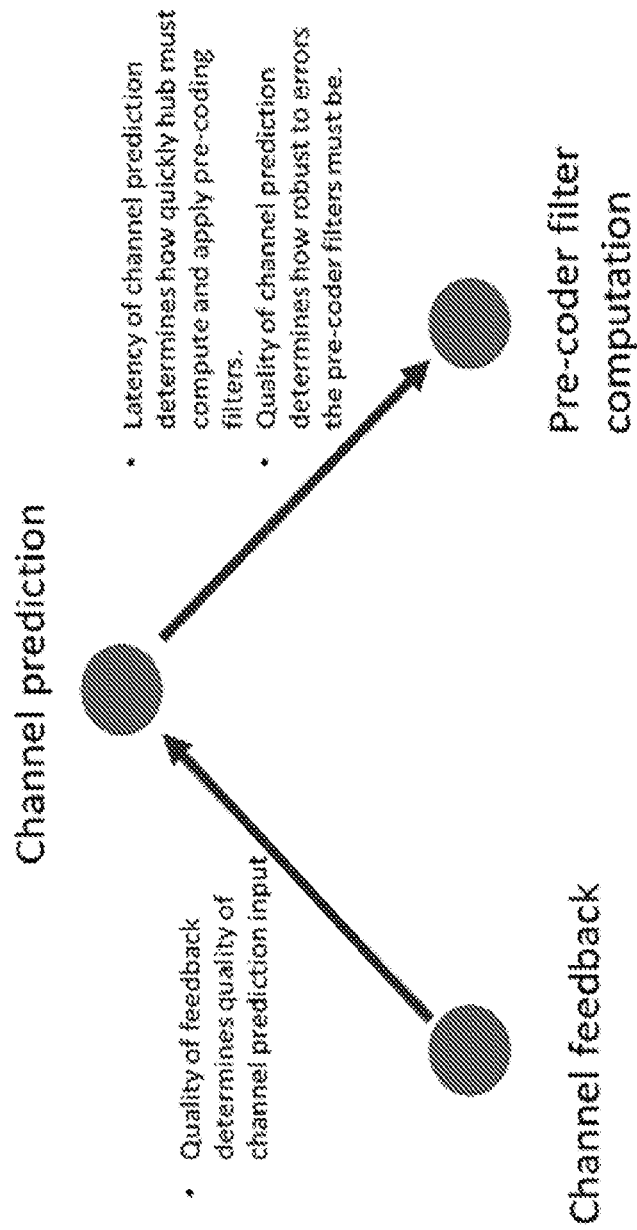 Channel prediction
• Quality of feedback
determines quality of
channel prediction input
• Latency of channel prediction
determines how quickly hub must
compute and apply pre-coding
filters.
• Quality of channel prediction
determines how robust to errors
the pre-coder filters must be.
Channel feedback
Pre-coder filter
computation